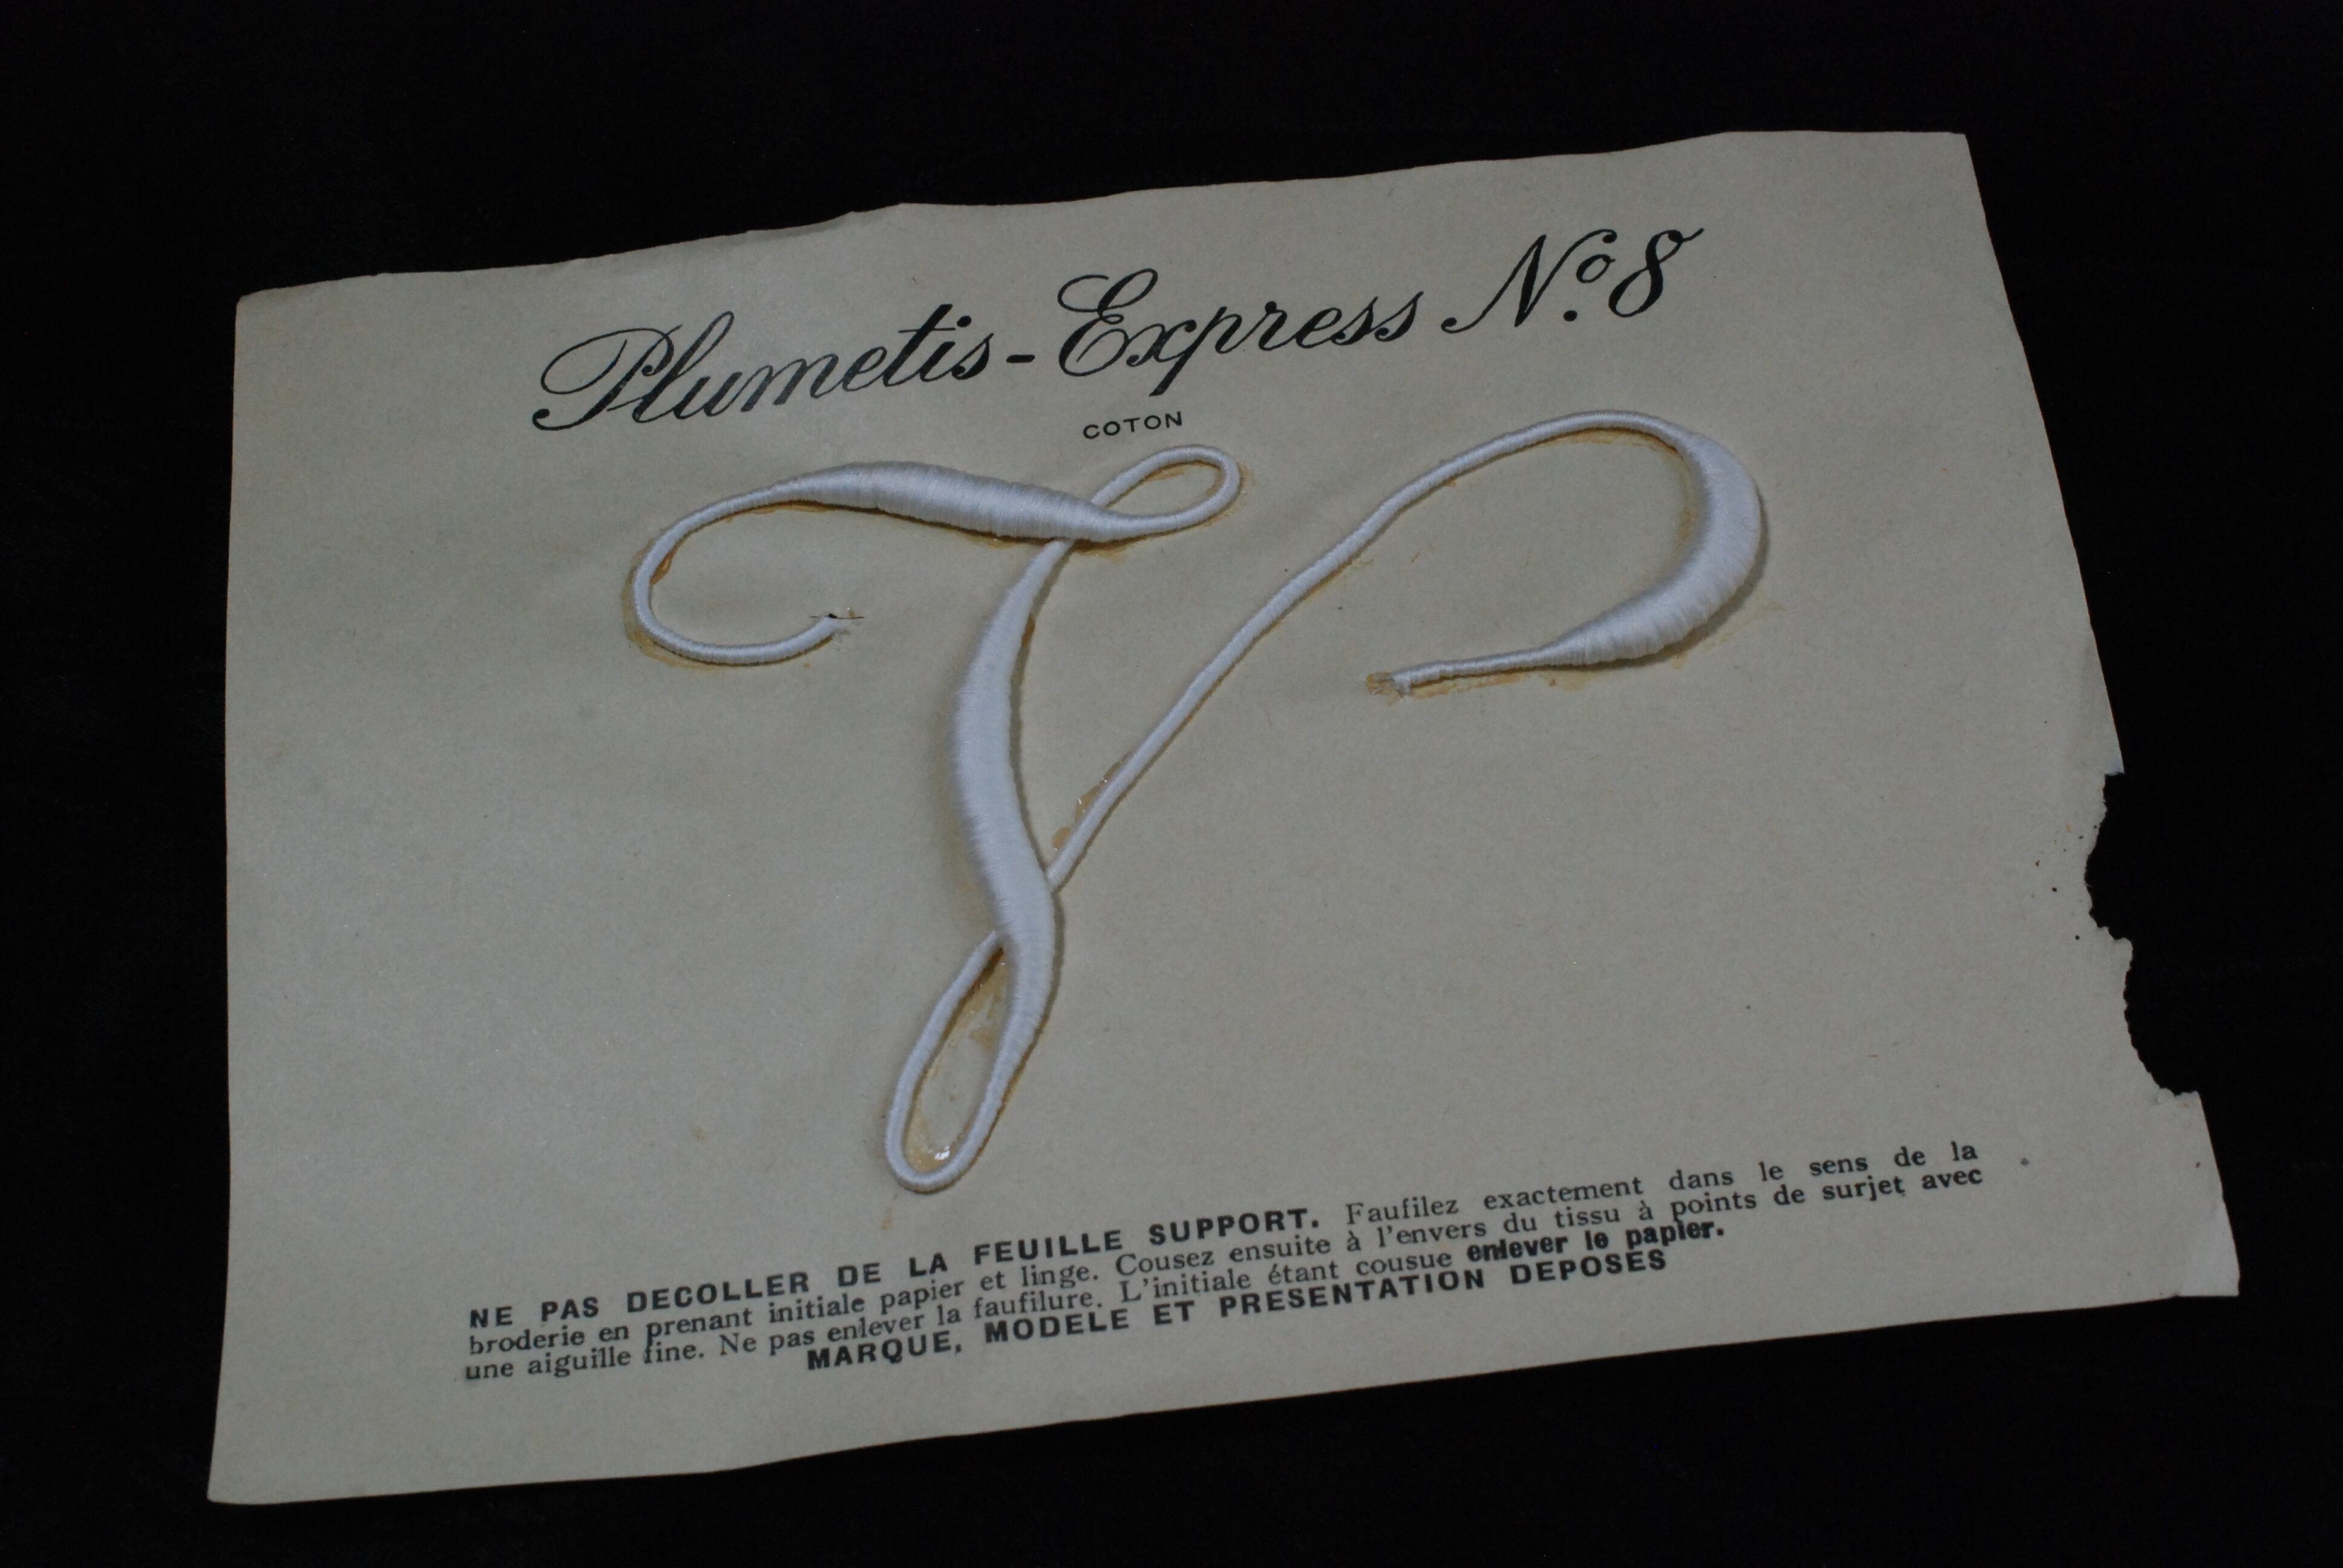 Plumetis-Express Nº 8
COTON
V
NE PAS DECOLLER DE LA FEUILLE SUPPORT. Faufilez exactement dans le sens de la
broderie en prenant initiale papier et linge. Cousez ensuite à l'envers du tissu à points de surjet avec
une aiguille fine. Ne pas enlever la faufilure. L'initiale étant cousue enlever le papier.
MARQUE, MODELE ET PRESENTATION DEPOSES